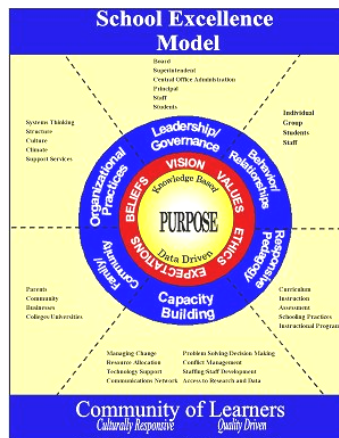 School Excellence
Model
Board
Superintendent
Central Office Administration
Principal
Staff
Students
Systems Thinking
Structure
Culture
Climate
Support Services
Individual
Group
Students
Staff
Leadership/
Governance
Organizational
Practices
Behavior/
Relationships
Family/
Community
Responsive
Pedagogy
Capacity
Building
BELIEFS
VISION
VALUES
ETHICS
EXPECTATIONS
Knowledge Based
PURPOSE
Data Driven
Parents
Community
Businesses
Colleges Universities
Curriculum
Instruction
Assessment
Schooling Practices
Instructional Program
Managing Change
Resource Allocation
Technology Support
Communications Network
Problem Solving Decision Making
Conflict Management
Staffing Staff Development
Access to Research and Data
Community of Learners
Culturally Responsive Quality Driven